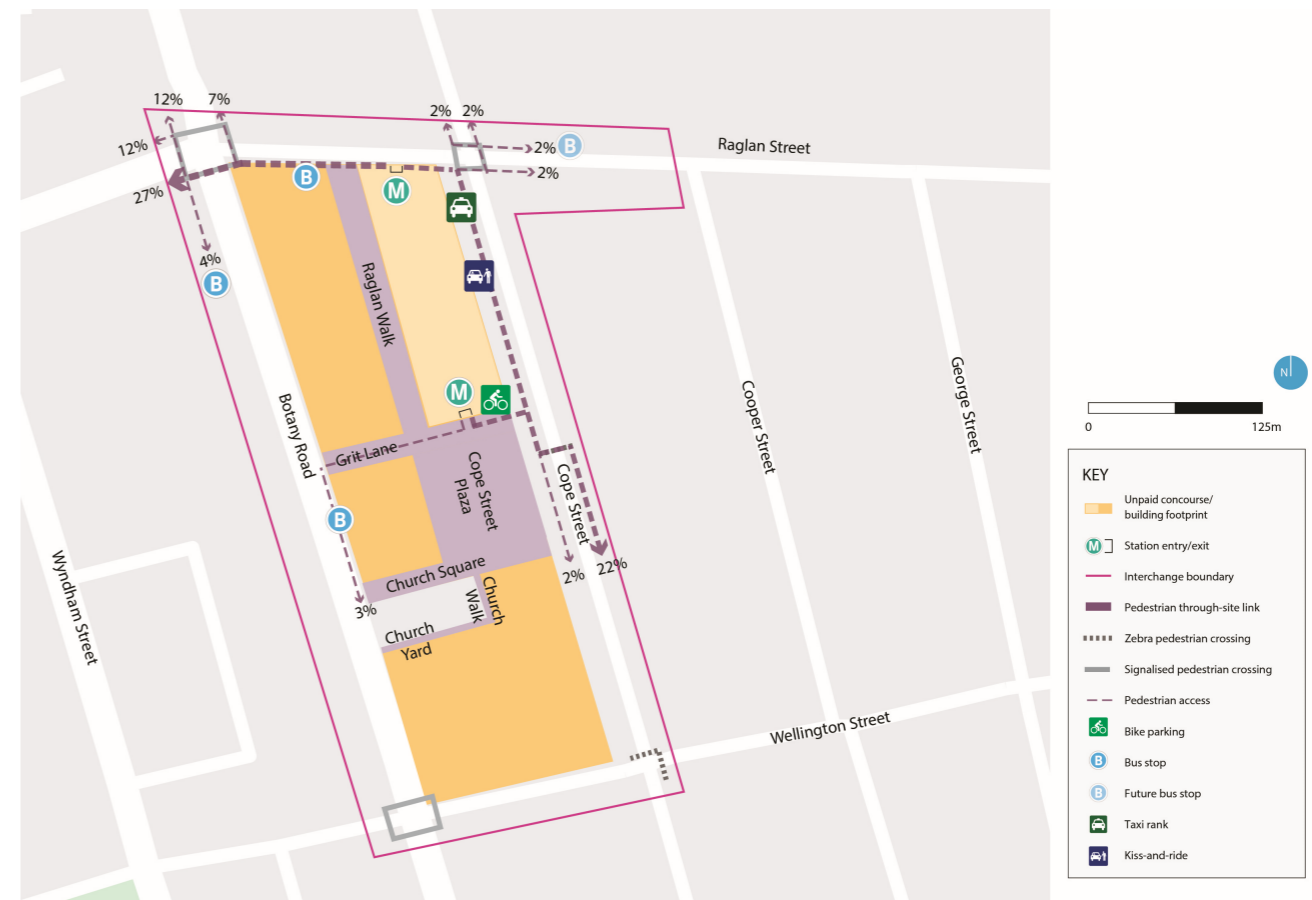 12%
7%
2%
2%
12%
2%
B
Raglan Street
2%
27%
B
M
4%
B
Raglan Walk
M
Botany Road
Grit Lane
Cope Street
Plaza
Cope Street
Cooper Street
George Street
B
Church Square
2%
22%
3%
Church
Walk
Church
Yard
Wyndham Street
Wellington Street
N
0
125m
KEY
Unpaid concourse/
building footprint
M
Station entry/exit
Interchange boundary
Pedestrian through-site link
Zebra pedestrian crossing
Signalised pedestrian crossing
Pedestrian access
Bike parking
B
Bus stop
B
Future bus stop
Taxi rank
Kiss-and-ride